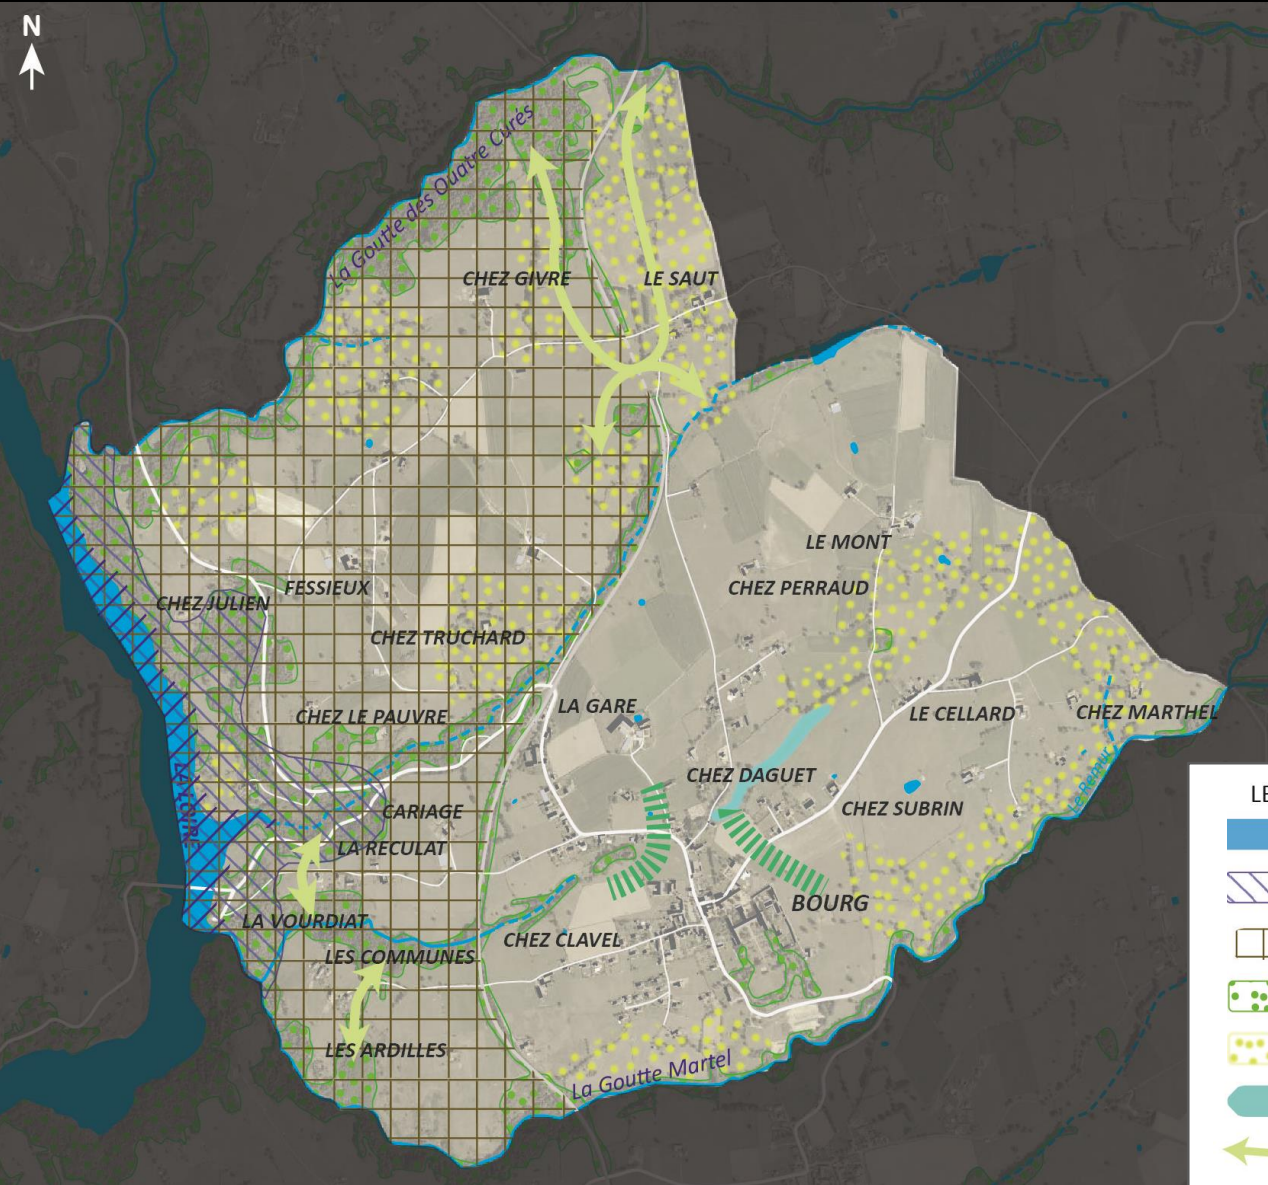 N
La Goutte des Quatre Curés
CHEZ GIVRE
LE SAUT
LE MONT
FESSIEUX
CHEZ PERRAUD
CHEZ JULIEN
CHEZ TRUCHARD
LA GARE
CHEZ LE PAUVRE
LE CELLARD
CHEZ MARTHEL
CHEZ DAGUET
LA LOIRE
CARIAGE
CHEZ SUBRIN
LE
LA RECULAT
BOURG
LA VOURDIAT
CHEZ CLAVEL
LES COMMUNES
LES ARDILLES
La Goutte Martel